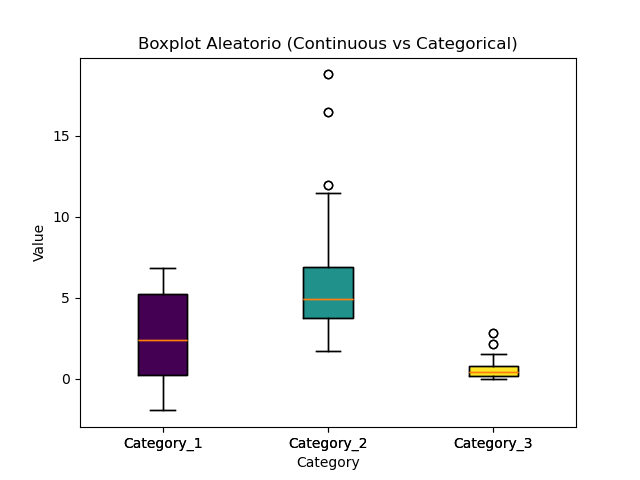 Boxplot Aleatorio (Continuous vs Categorical)
15
10
5
0
Value
Category_1
Category_2
Category_3
Category